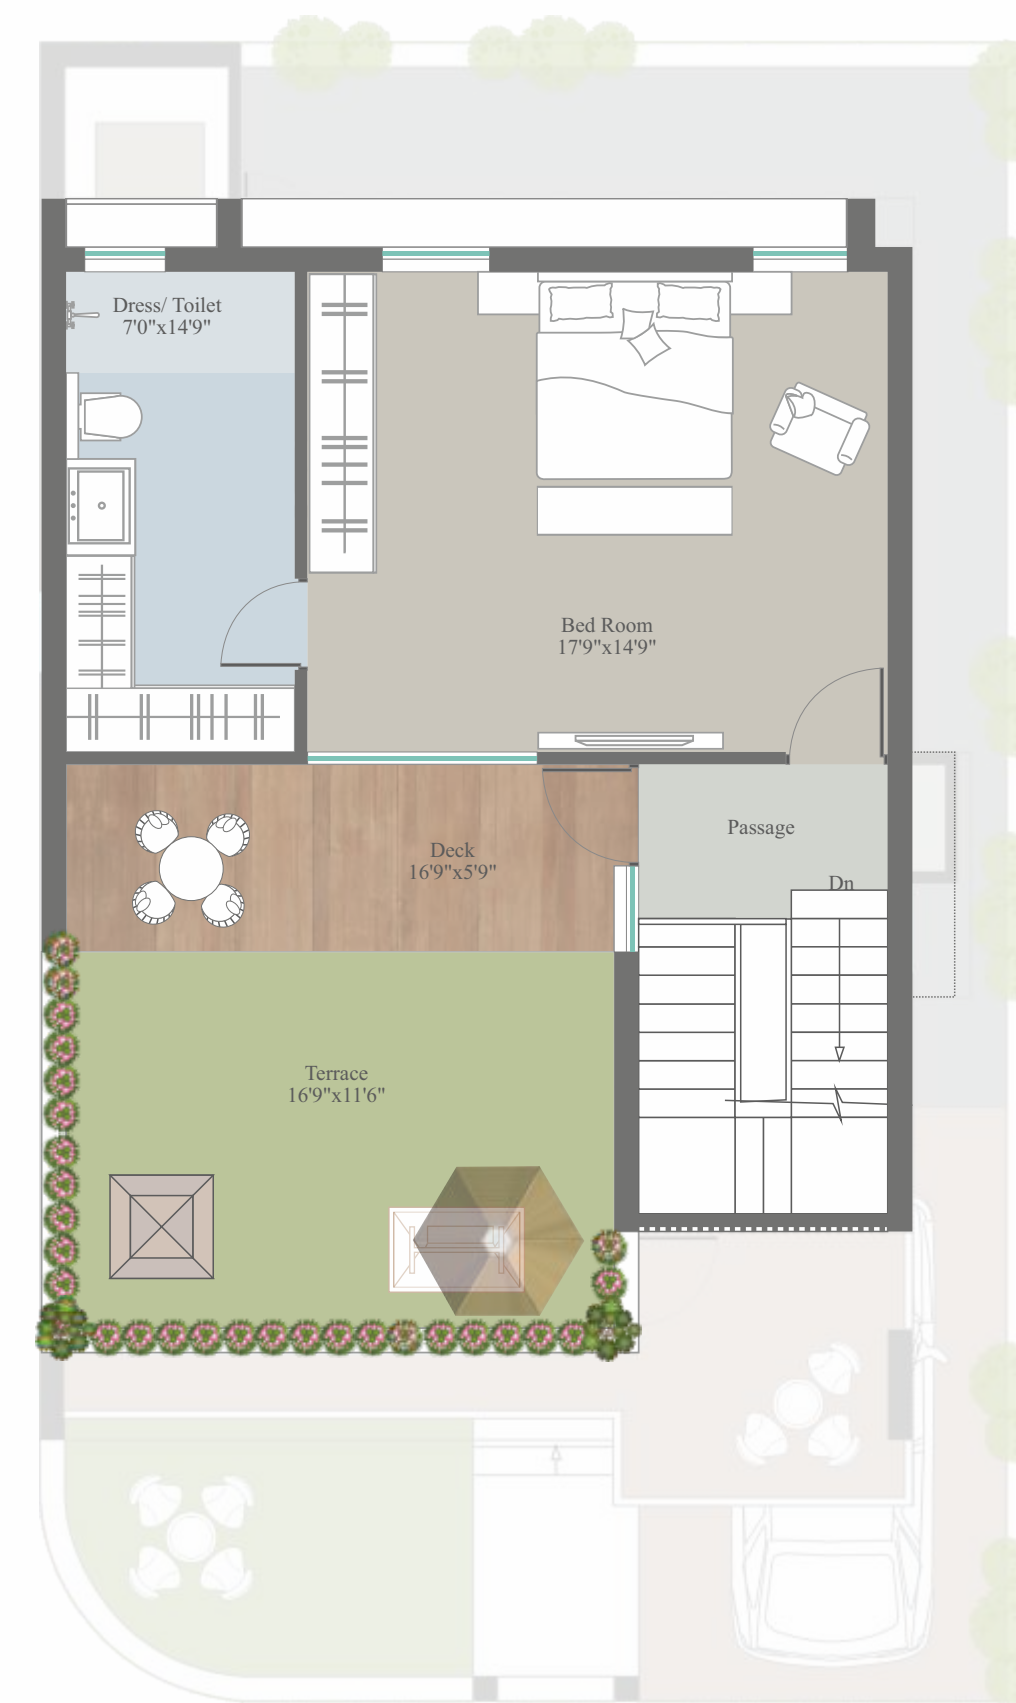 Dress/ Toilet
7'0"x14'9"
Bed Room
17'9"x14'9"
Passage
Deck
16'9"x5'9"
Dn
Terrace
16'9"x11'6"